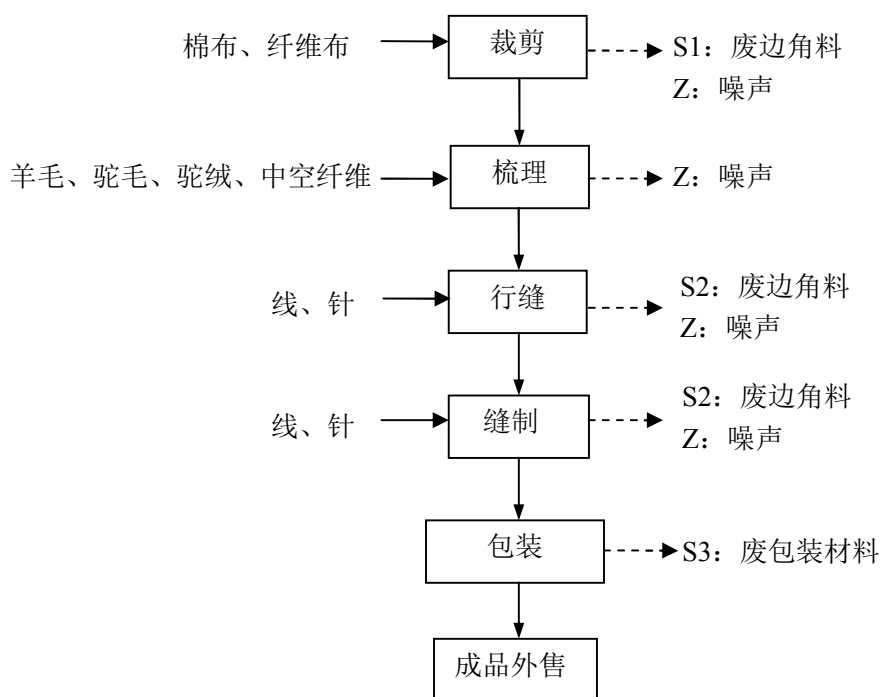 棉布、纤维布
裁剪
S1：废边角料
Z：噪声
羊毛、驼毛、驼绒、中空纤维
梳理
Z：噪声
线、针
行缝
S2：废边角料
Z：噪声
线、针
缝制
S2：废边角料
Z：噪声
包装
S3：废包装材料
成品外售